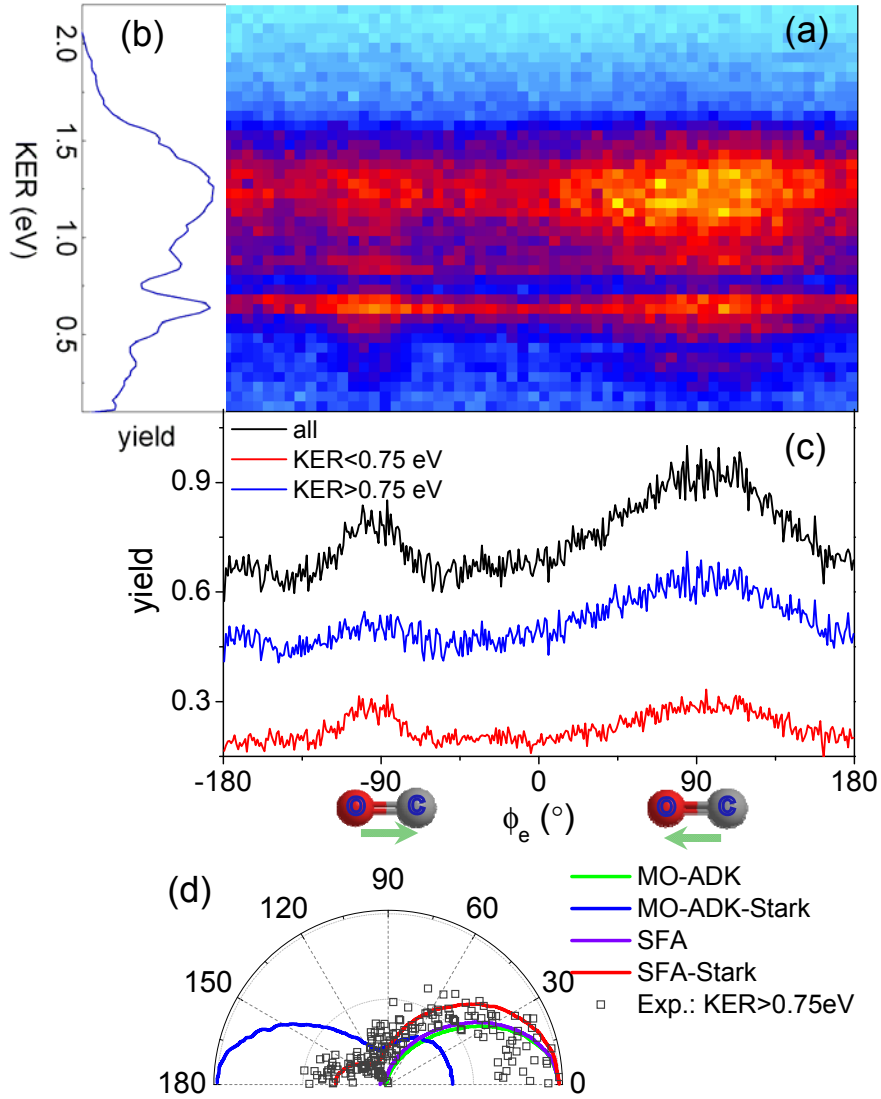 (b)
(a)
2.0
1.5
1.0
0.5
KER (eV)
yield
all
KER<0.75 eV
KER>0.75 eV
(c)
0.9
0.6
0.3
yield
-180
-90
0
90
180
O C
ϕe (°)
O C
(d)
90
120
60
150
30
180
0
MO-ADK
MO-ADK-Stark
SFA
SFA-Stark
Exp.: KER>0.75eV